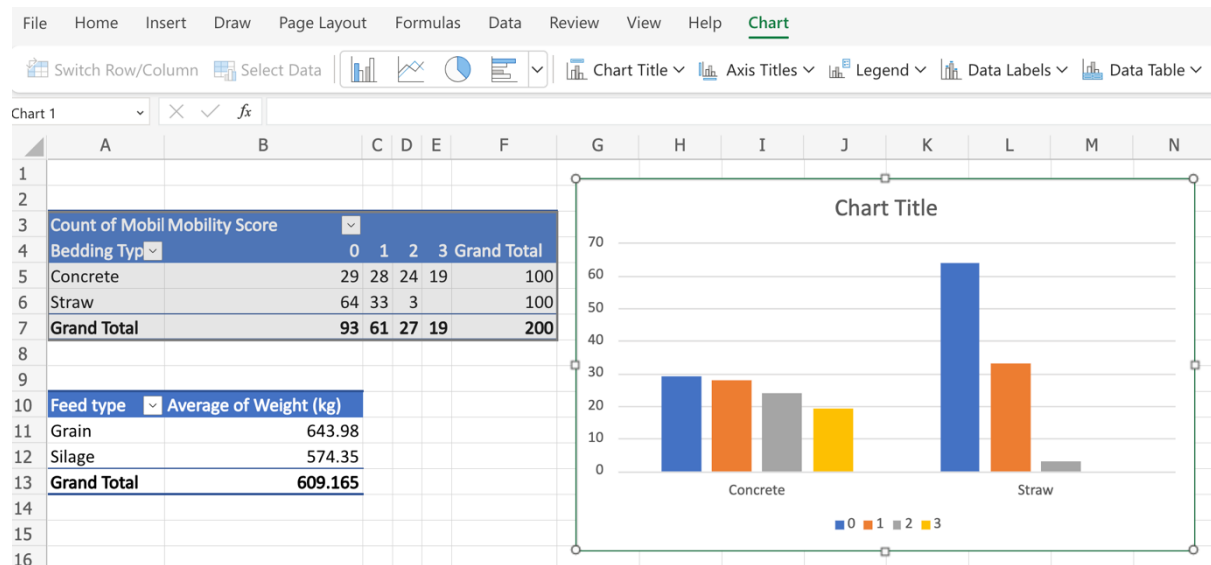 File Home Insert Draw Page Layout Formulas Data Review View Help Chart
Switch Row/Column Select Data Chart Title Axis Titles Legend Data Labels Data Table
Chart 1 fx
A B C D E F G H I J K L M N
1
2
3 Count of Mobil Mobility Score
4 Bedding Typ 0 1 2 3 Grand Total
5 Concrete 29 28 24 19 100
6 Straw 64 33 3 100
7 Grand Total 93 61 27 19 200
8
9
10 Feed type Average of Weight (kg)
11 Grain 643.98
12 Silage 574.35
13 Grand Total 609.165
14
15
16
Chart Title
70
60
50
40
30
20
10
0
Concrete Straw
0 1 2 3